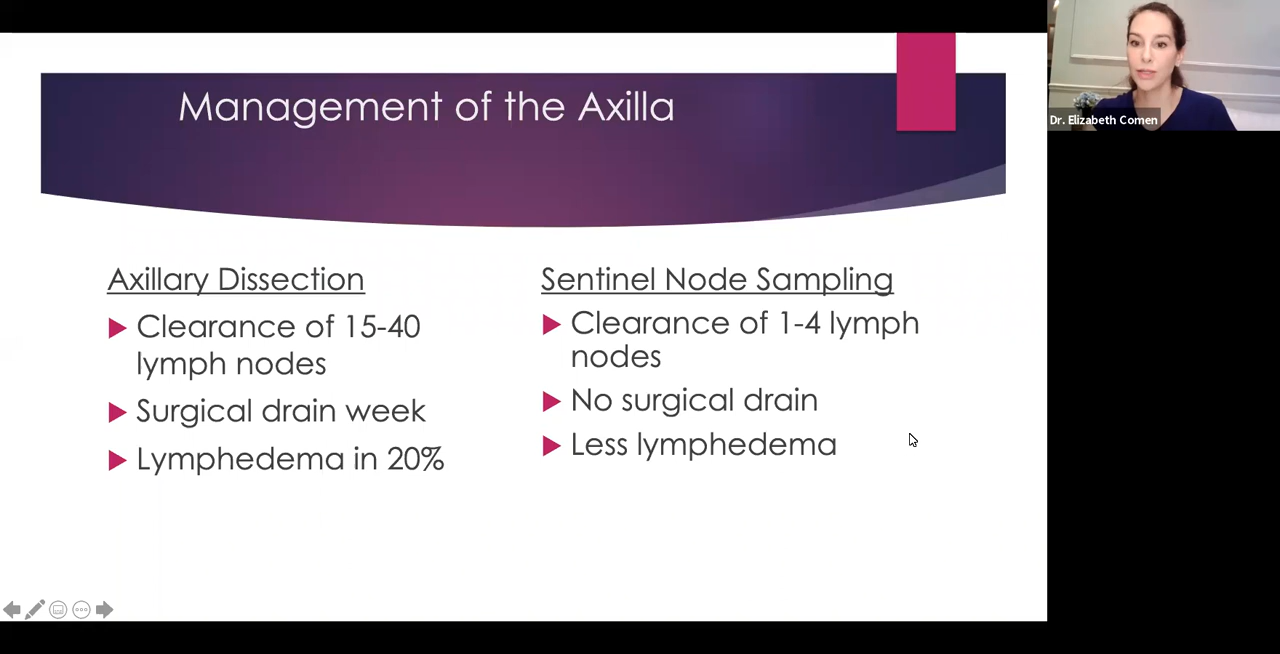 Management of the Axilla
Dr. Elizabeth Comen
Axillary Dissection
Clearance of 15-40
lymph nodes
Surgical drain week
Lymphedema in 20%
Sentinel Node Sampling
Clearance of 1-4 lymph
nodes
No surgical drain
Less lymphedema